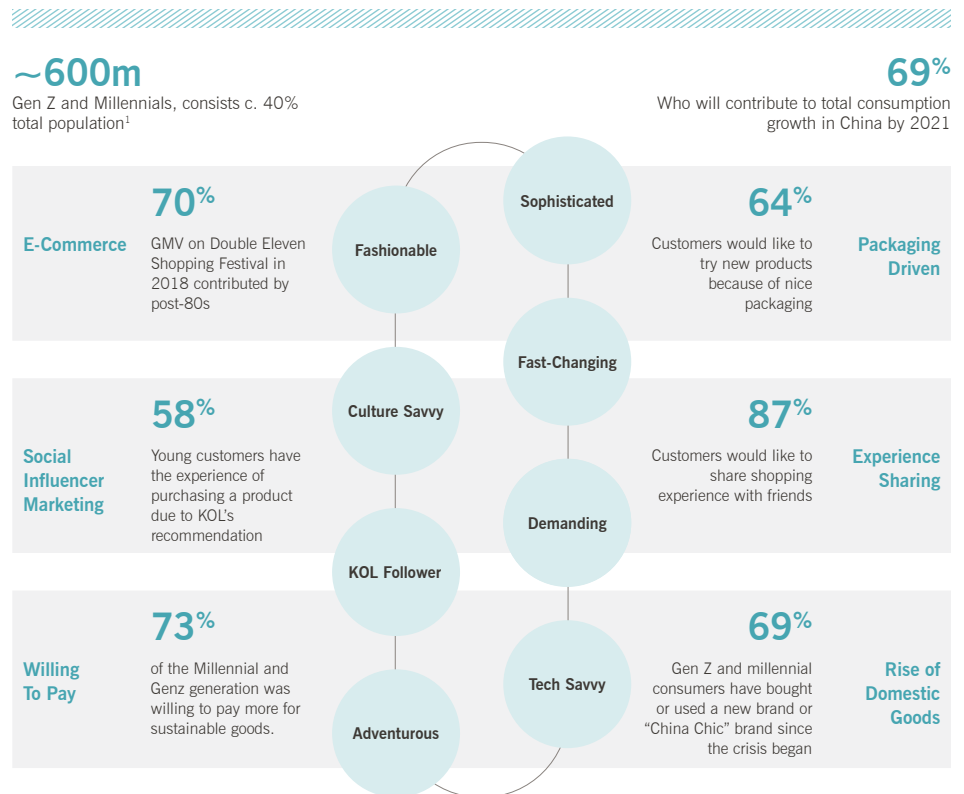 ~600m
Gen Z and Millennials, consists c. 40%
total population1
69%
Who will contribute to total consumption
growth in China by 2021
E-Commerce
70%
GMV on Double Eleven
Shopping Festival in
2018 contributed by
post-80s
Social
Influencer
Marketing
58%
Young customers have
the experience of
purchasing a product
due to KOL's
recommendation
Willing
To Pay
73%
of the Millennial and
Genz generation was
willing to pay more for
sustainable goods.
Fashionable
Culture Savvy
KOL Follower
Adventurous
Sophisticated
Fast-Changing
Demanding
Tech Savvy
64%
Customers would like to
try new products
because of nice
packaging
Packaging
Driven
87%
Customers would like to
share shopping
experience with friends
Experience
Sharing
69%
Gen Z and millennial
consumers have bought
or used a new brand or
“China Chic” brand since
the crisis began
Rise of
Domestic
Goods